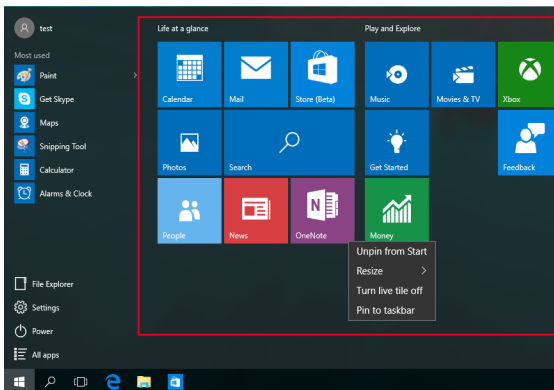 test
Most used
Paint
Get Skype
Maps
Snipping Tool
Calculator
Alarms & Clock
File Explorer
Settings
Power
All apps
Life at a glance
Play and Explore
Calendar
Mail
Store (Beta)
Music
Movies & TV
Xbox
Photos
Search
Get Started
Feedback
People
News
OneNote
Money
Unpin from Start
Resize
Turn live tile off
Pin to taskbar